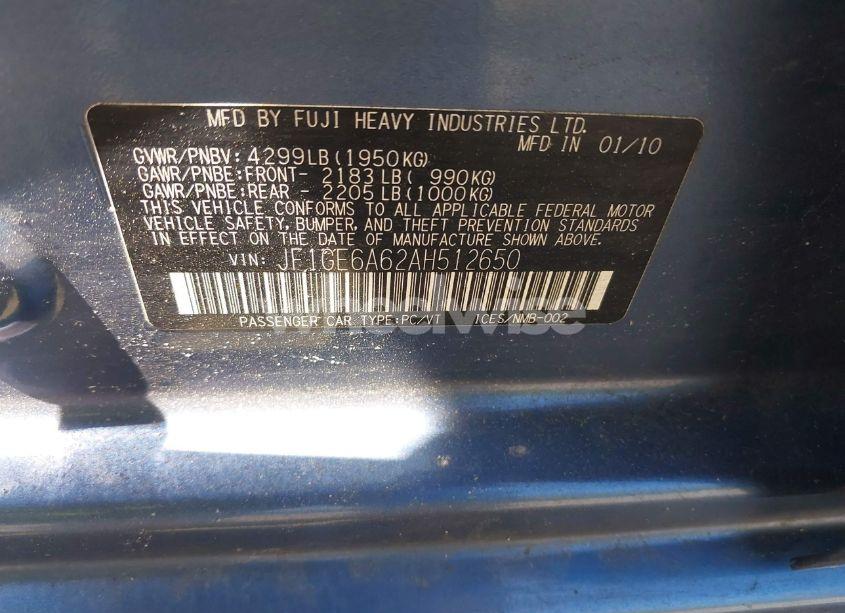 MFD BY FUJI HEAVY INDUSTRIES LTD.
MFD IN 01/10
GVWR/PNBV: 4299LB(1950KG)
GAWR/PNBE:FRONT- 2183LB( 990KG)
GAWR/PNBE:REAR - 2205LB(1000KG)
THIS VEHICLE CONFORMS TO ALL APPLICABLE FEDERAL MOTOR
VEHICLE SAFETY, BUMPER, AND THEFT PREVENTION STANDARDS
IN EFFECT ON THE DATE OF MANUFACTURE SHOWN ABOVE.
VIN: JF1GE6A62AH512650
PASSENGER CAR TYPE:PC/VT ICES/NMB-002